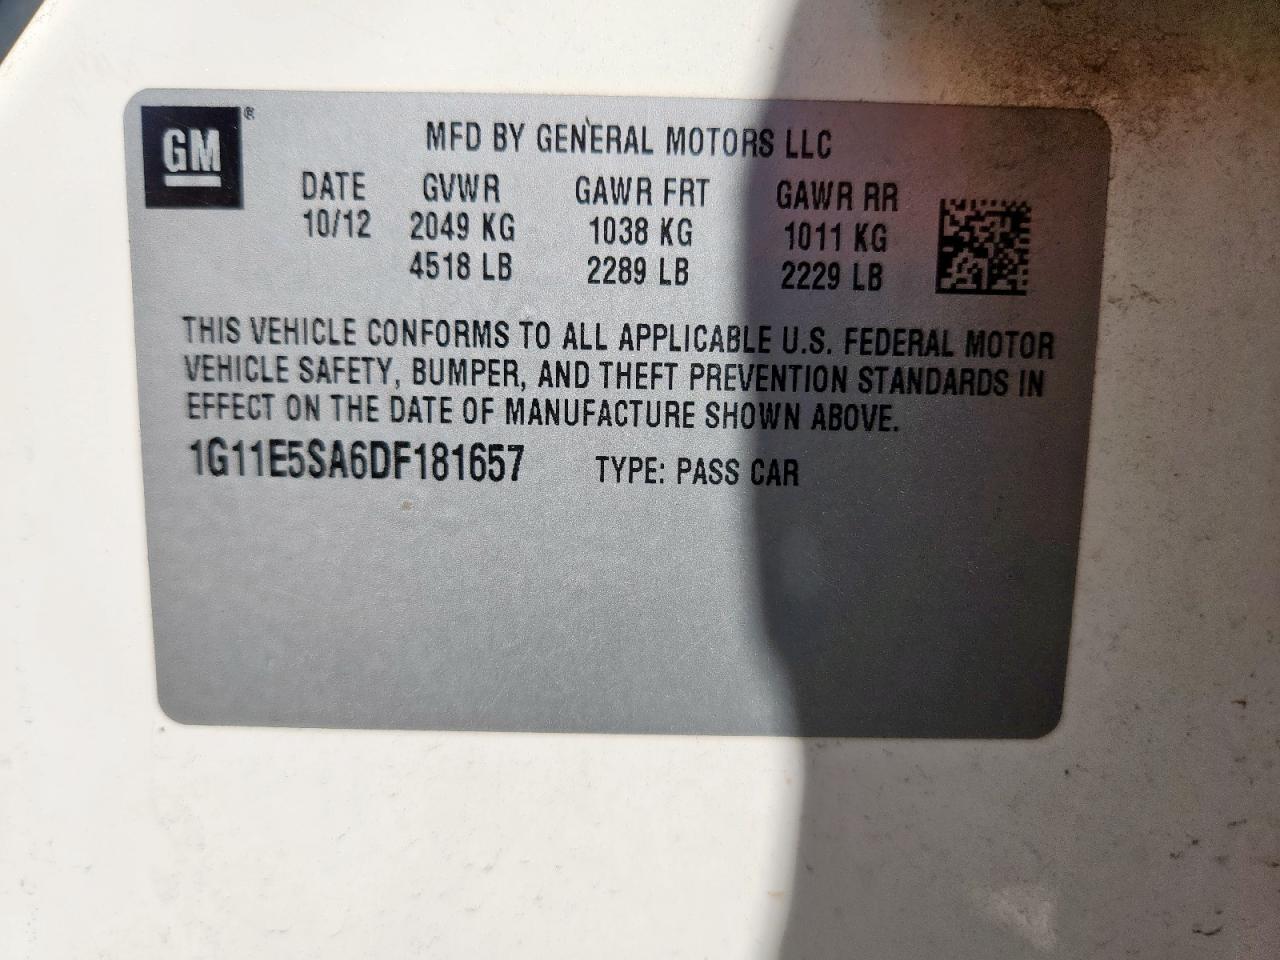 GM ®
MFD BY GENERAL MOTORS LLC
DATE GVWR GAWR FRT GAWR RR
10/12 2049 KG 1038 KG 1011 KG
4518 LB 2289 LB 2229 LB
THIS VEHICLE CONFORMS TO ALL APPLICABLE U.S. FEDERAL MOTOR
VEHICLE SAFETY, BUMPER, AND THEFT PREVENTION STANDARDS IN
EFFECT ON THE DATE OF MANUFACTURE SHOWN ABOVE.
1G11E5SA6DF181657 TYPE: PASS CAR